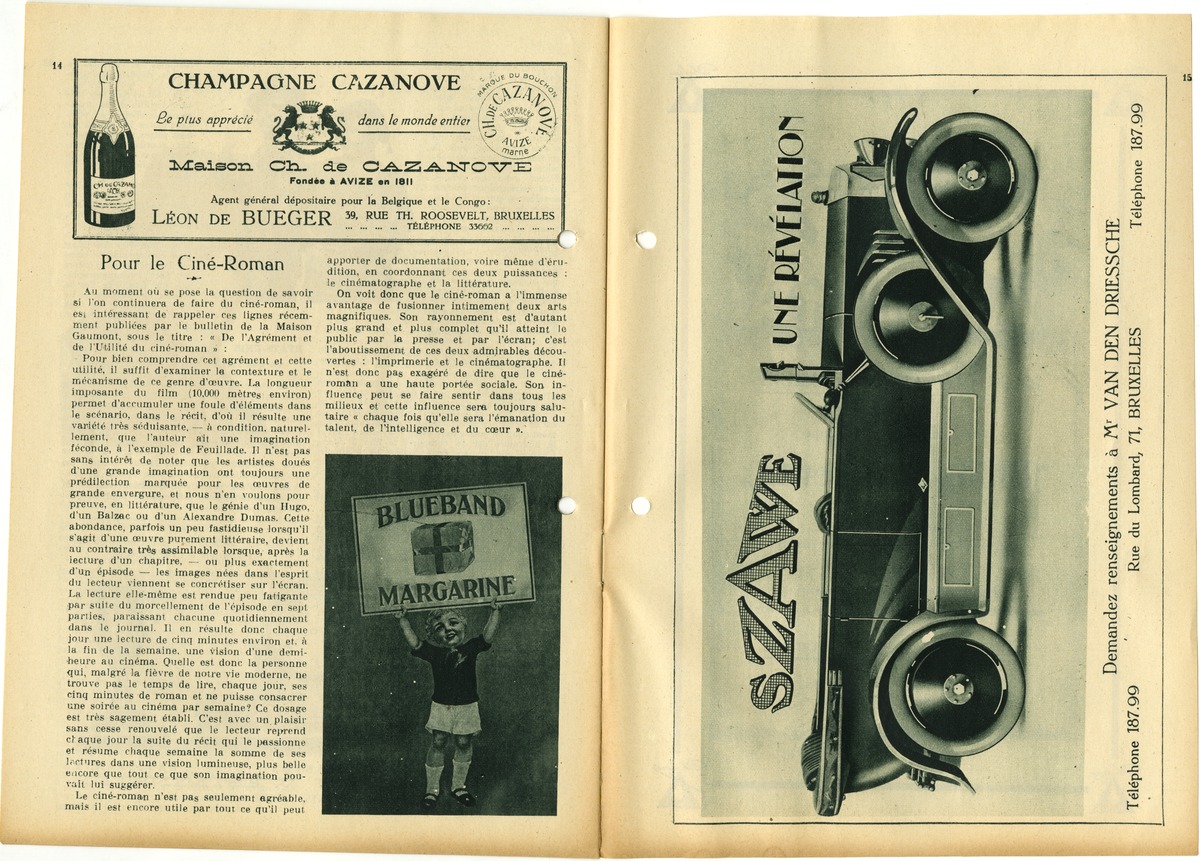 14
CHAMPAGNE CAZANOVE
Le plus apprécié dans le monde entier
MARQUE DU BOUCHON
CH. DE CAZANOVE
AVIZE
marne
CH. DE CAZANOVE
Maison Ch. de CAZANOVE
Fondée à AVIZE en 1811
Agent général dépositaire pour la Belgique et le Congo:
LÉON DE BUEGER 39, RUE TH. ROOSEVELT, BRUXELLES
... ... ... ... TÉLÉPHONE 33652 ... ... ... ...
Pour le Ciné-Roman
Au moment où se pose la question de savoir
si l'on continuera de faire du ciné-roman, il
est intéressant de rappeler ces lignes récem-
ment publiées par le bulletin de la Maison
Gaumont, sous le titre : « De l'Agrément et
de l'Utilité du ciné-roman » :
Pour bien comprendre cet agrément et cette
utilité, il suffit d'examiner la contexture et le
mécanisme de ce genre d'œuvre. La longueur
imposante du film (10,000 mètres environ)
permet d'accumuler une foule d'éléments dans
le scénario, dans le récit, d'où il résulte une
variété très séduisante, — à condition, naturel-
lement, que l'auteur ait une imagination
féconde, à l'exemple de Feuillade. Il n'est pas
sans intérêt de noter que les artistes doués
d'une grande imagination ont toujours une
prédilection marquée pour les œuvres de
grande envergure, et nous n'en voulons pour
preuve, en littérature, que le génie d'un Hugo,
d'un Balzac ou d'un Alexandre Dumas. Cette
abondance, parfois un peu fastidieuse lorsqu'il
s'agit d'une œuvre purement littéraire, devient
au contraire très assimilable lorsque, après la
lecture d'un chapitre, — ou plus exactement
d'un épisode — les images nées dans l'esprit
du lecteur viennent se concrétiser sur l'écran.
La lecture elle-même est rendue peu fatigante
par suite du morcellement de l'épisode en sept
parties, paraissant chacune quotidiennement
dans le journal. Il en résulte donc chaque
jour une lecture de cinq minutes environ et, à
la fin de la semaine, une vision d'une demi-
heure au cinéma. Quelle est donc la personne
qui, malgré la fièvre de notre vie moderne, ne
trouve pas le temps de lire, chaque jour, ses
cinq minutes de roman et ne puisse consacrer
une soirée au cinéma par semaine? Ce dosage
est très sagement établi. C'est avec un plaisir
sans cesse renouvelé que le lecteur reprend
chaque jour la suite du récit qui le passionne
et résume chaque semaine la somme de ses
lectures dans une vision lumineuse, plus belle
encore que tout ce que son imagination pou-
vait lui suggérer.
Le ciné-roman n'est pas seulement agréable,
mais il est encore utile par tout ce qu'il peut
apporter de documentation, voire même d'éru-
dition, en coordonnant ces deux puissances :
le cinématographe et la littérature.
On voit donc que le ciné-roman a l'immense
avantage de fusionner intimement deux arts
magnifiques. Son rayonnement est d'autant
plus grand et plus complet qu'il atteint le
public par la presse et par l'écran; c'est
l'aboutissement de ces deux admirables décou-
vertes : l'imprimerie et le cinématographe. Il
n'est donc pas exagéré de dire que le ciné-
roman a une haute portée sociale. Son in-
fluence peut se faire sentir dans tous les
milieux et cette influence sera toujours salu-
taire « chaque fois qu'elle sera l'émanation du
talent, de l'intelligence et du cœur ».
BLUEBAND
MARGARINE
15
SZAWE UNE RÉVÉLATION
Demandez renseignements à Mr VAN DEN DRIESSCHE
Téléphone 187.99 Rue du Lombard, 71, BRUXELLES Téléphone 187.99